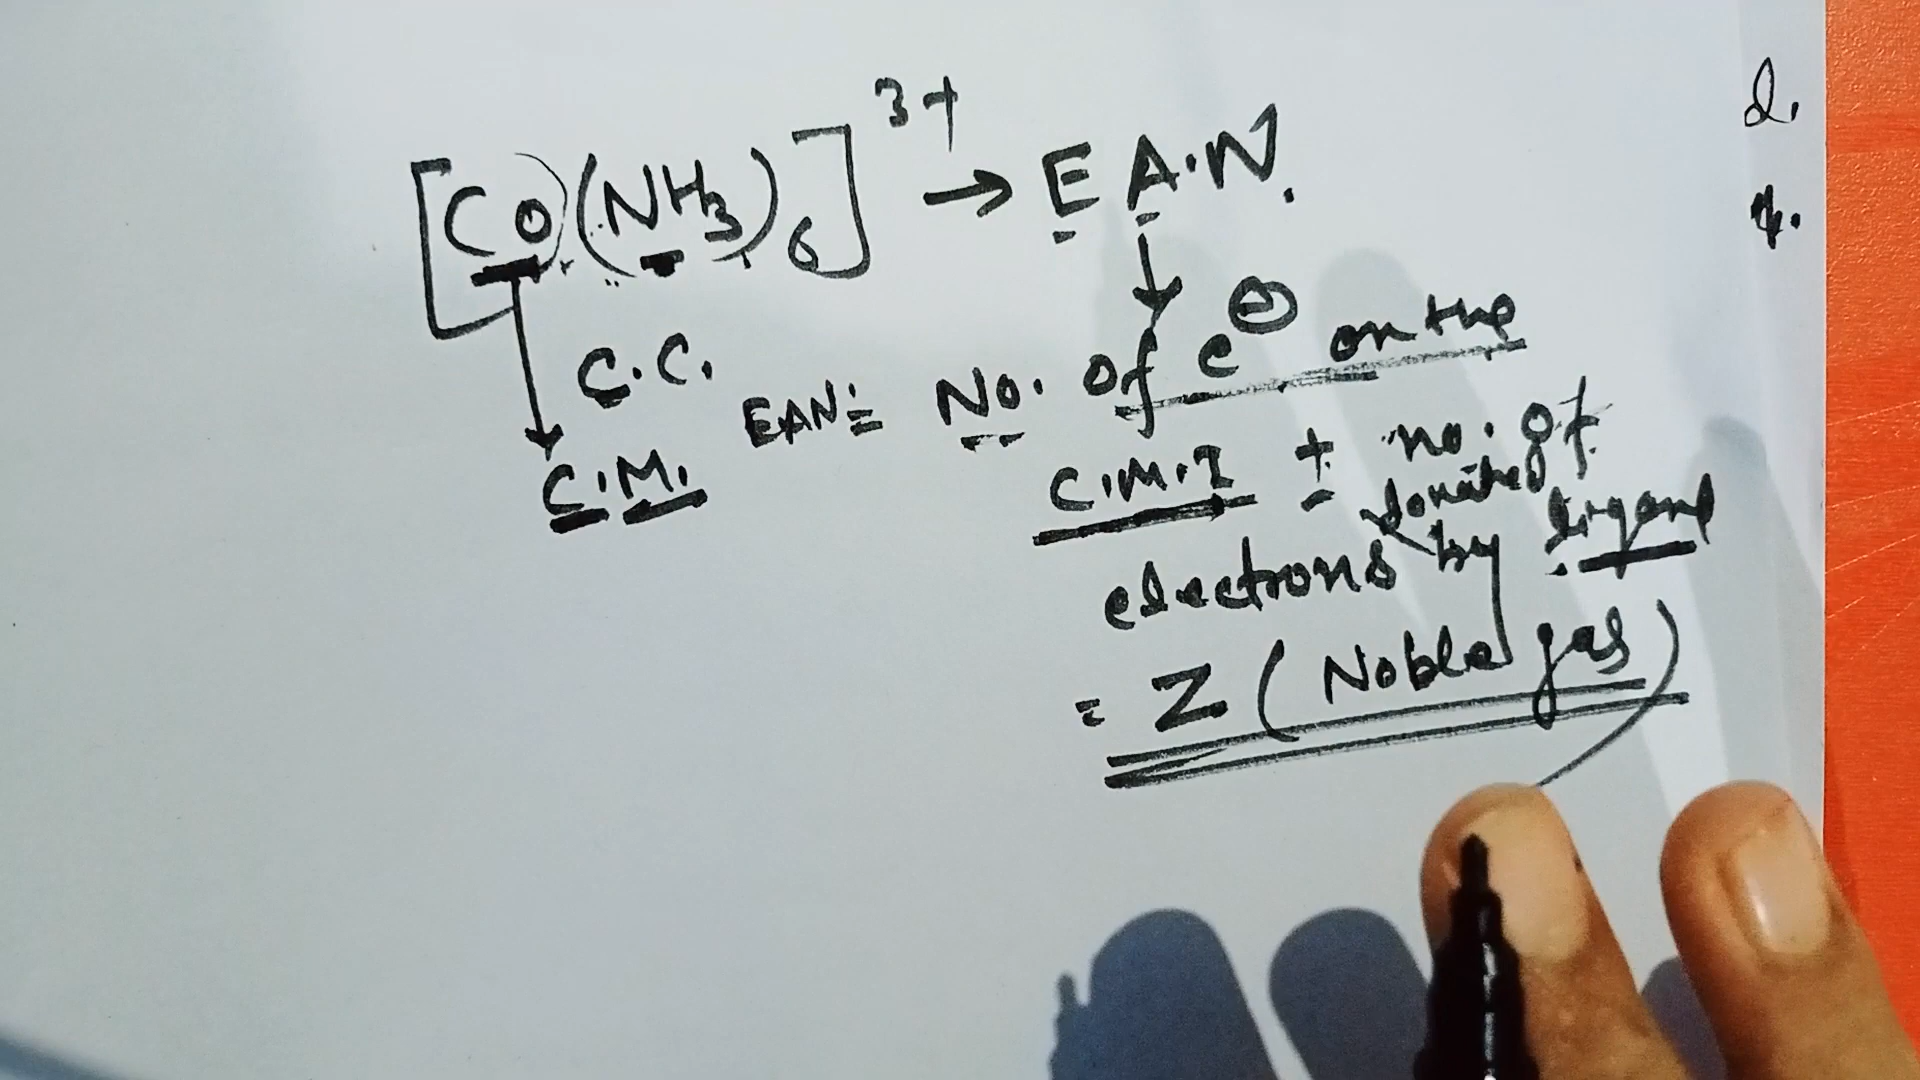 [Co(NH3)6]3+ → E A.N.
C.C.
EAN:= No. of e⊖ on the
C.M.
C.M.I + no. of
donated
electrons by ligand
= Z (Noble gas)